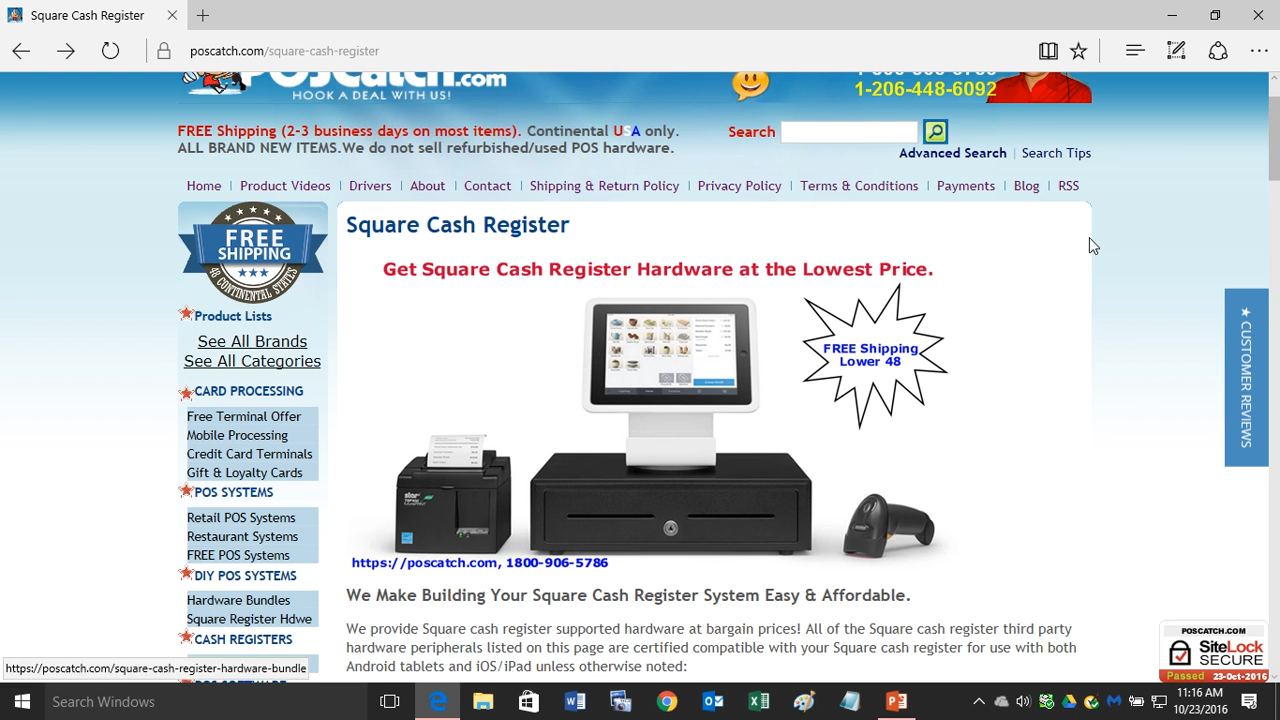 Square Cash Register
poscatch.com/square-cash-register
POSCatch.com
HOOK A DEAL WITH US!
1-206-448-6092
FREE Shipping (2-3 business days on most items). Continental USA only.
ALL BRAND NEW ITEMS.We do not sell refurbished/used POS hardware.
Search
Advanced Search | Search Tips
Home | Product Videos | Drivers | About | Contact | Shipping & Return Policy | Privacy Policy | Terms & Conditions | Payments | Blog | RSS
FREE
SHIPPING
48 CONTINENTAL STATES
Product Lists
See All Brands
See All Categories
CARD PROCESSING
Free Terminal Offer
Mobile Processing
Credit Card Terminals
Gift & Loyalty Cards
POS SYSTEMS
Retail POS Systems
Restaurant Systems
FREE POS Systems
DIY POS SYSTEMS
Hardware Bundles
Square Register Hdwe
CASH REGISTERS
Square Cash Register
Get Square Cash Register Hardware at the Lowest Price.
FREE Shipping
Lower 48
star
https://poscatch.com, 1800-906-5786
We Make Building Your Square Cash Register System Easy & Affordable.
We provide Square cash register supported hardware at bargain prices! All of the Square cash register third party
hardware peripherals listed on this page are certified compatible with your Square cash register for use with both
Android tablets and iOS/iPad unless otherwise noted:
★ CUSTOMER REVIEWS
POSCATCH.COM
SiteLock
SECURE
Passed 23-Oct-2016
https://poscatch.com/square-cash-register-hardware-bundle
Search Windows
11:16 AM
10/23/2016